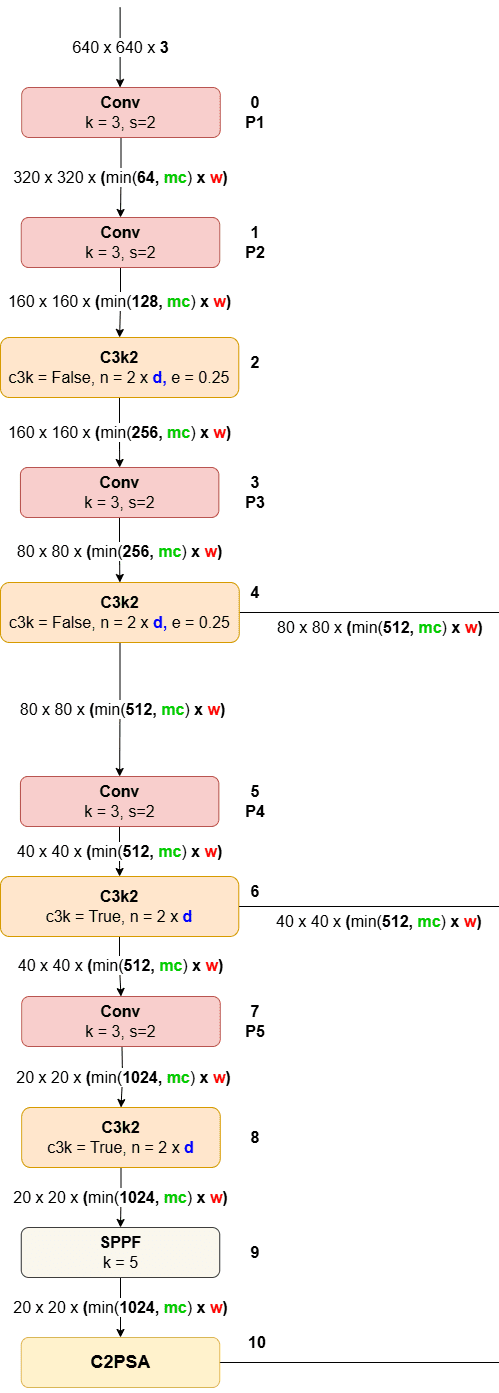 640 x 640 x 3
Conv
k = 3, s=2
0
P1
320 x 320 x (min(64, mc) x w)
Conv
k = 3, s=2
1
P2
160 x 160 x (min(128, mc) x w)
C3k2
c3k = False, n = 2 x d, e = 0.25
2
160 x 160 x (min(256, mc) x w)
Conv
k = 3, s=2
3
P3
80 x 80 x (min(256, mc) x w)
C3k2
c3k = False, n = 2 x d, e = 0.25
4
80 x 80 x (min(512, mc) x w)
80 x 80 x (min(512, mc) x w)
Conv
k = 3, s=2
5
P4
40 x 40 x (min(512, mc) x w)
C3k2
c3k = True, n = 2 x d
6
40 x 40 x (min(512, mc) x w)
40 x 40 x (min(512, mc) x w)
Conv
k = 3, s=2
7
P5
20 x 20 x (min(1024, mc) x w)
C3k2
c3k = True, n = 2 x d
8
20 x 20 x (min(1024, mc) x w)
SPPF
k = 5
9
20 x 20 x (min(1024, mc) x w)
C2PSA
10